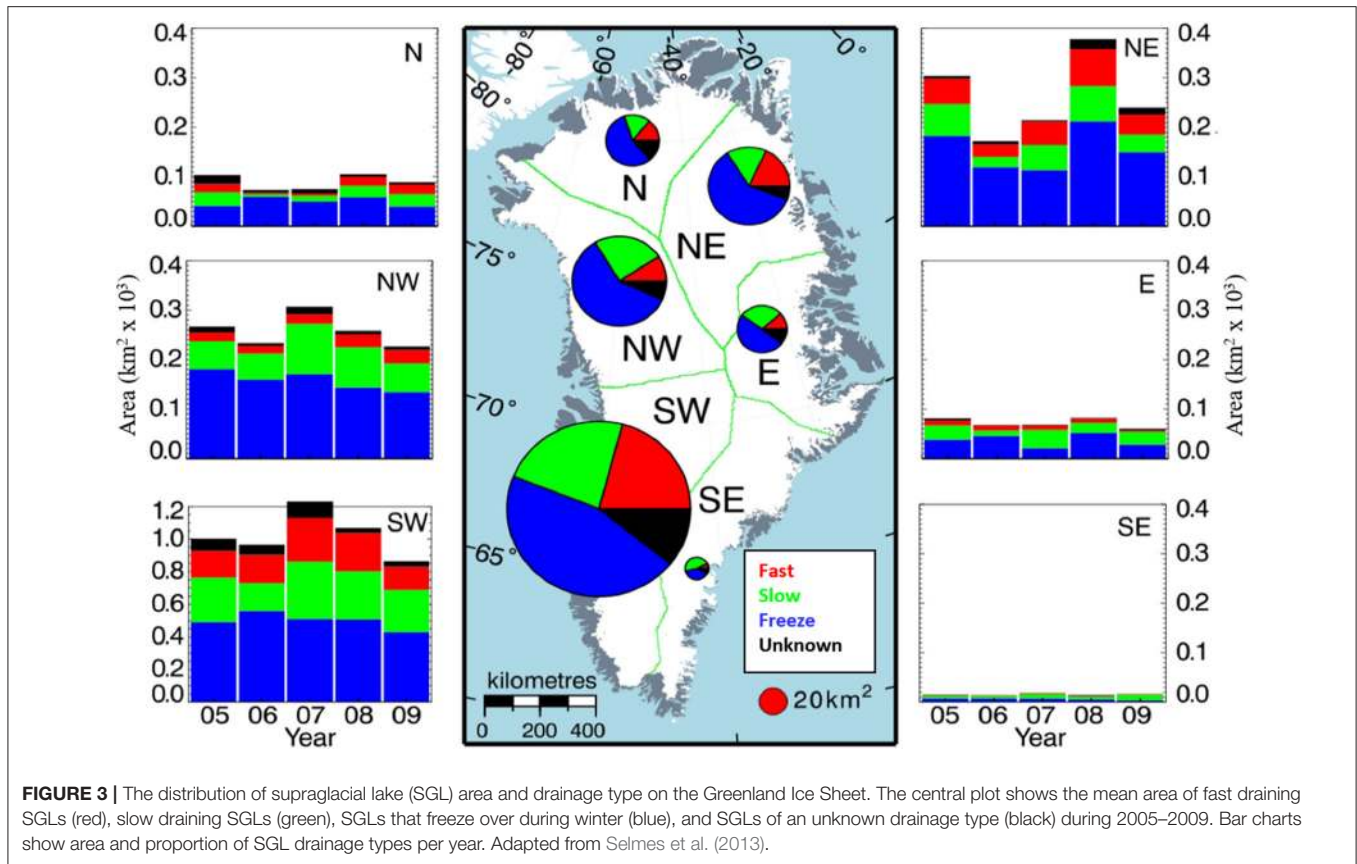 0.4
0.3
0.2
0.1
0.0
N
0.4
0.3
0.2
0.1
0.0
NW
Area (km² x 10³)
1.2
1.0
0.8
0.6
0.4
0.2
0.0
SW
05 06 07 08 09
Year
-80° -60° -40° -20° 0°
80°
75°
70°
65°
N
NE
NW
E
SW
SE
Fast
Slow
Freeze
Unknown
20km²
kilometres
0 200 400
NE
0.4
0.3
0.2
0.1
0.0
E
0.4
0.3
0.2
0.1
0.0
Area (km² x 10³)
SE
0.4
0.3
0.2
0.1
0.0
05 06 07 08 09
Year
FIGURE 3 | The distribution of supraglacial lake (SGL) area and drainage type on the Greenland Ice Sheet. The central plot shows the mean area of fast draining
SGLs (red), slow draining SGLs (green), SGLs that freeze over during winter (blue), and SGLs of an unknown drainage type (black) during 2005–2009. Bar charts
show area and proportion of SGL drainage types per year. Adapted from Selmes et al. (2013).